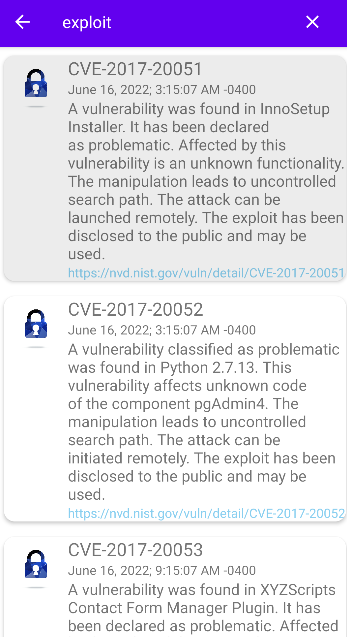 exploit
CVE-2017-20051
June 16, 2022; 3:15:07 AM -0400
A vulnerability was found in InnoSetup
Installer. It has been declared
as problematic. Affected by this
vulnerability is an unknown functionality.
The manipulation leads to uncontrolled
search path. The attack can be
launched remotely. The exploit has been
disclosed to the public and may be
used.
https://nvd.nist.gov/vuln/detail/CVE-2017-20051
CVE-2017-20052
June 16, 2022; 3:15:07 AM -0400
A vulnerability classified as problematic
was found in Python 2.7.13. This
vulnerability affects unknown code
of the component pgAdmin4. The
manipulation leads to uncontrolled
search path. The attack can be
initiated remotely. The exploit has been
disclosed to the public and may be
used.
https://nvd.nist.gov/vuln/detail/CVE-2017-20052
CVE-2017-20053
June 16, 2022; 9:15:07 AM -0400
A vulnerability was found in XYZScripts
Contact Form Manager Plugin. It has
been declared as problematic. Affected